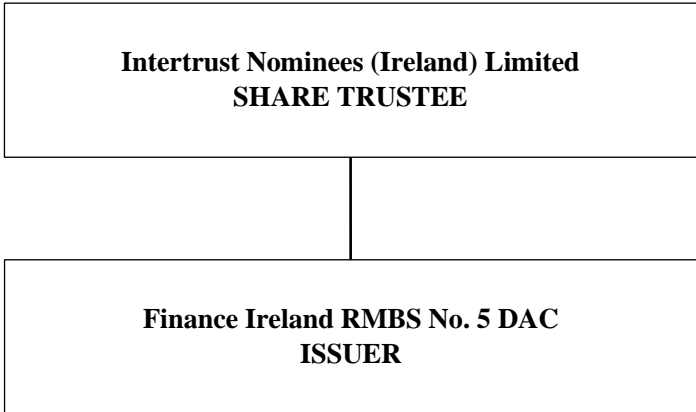 Intertrust Nominees (Ireland) Limited
SHARE TRUSTEE
Finance Ireland RMBS No. 5 DAC
ISSUER